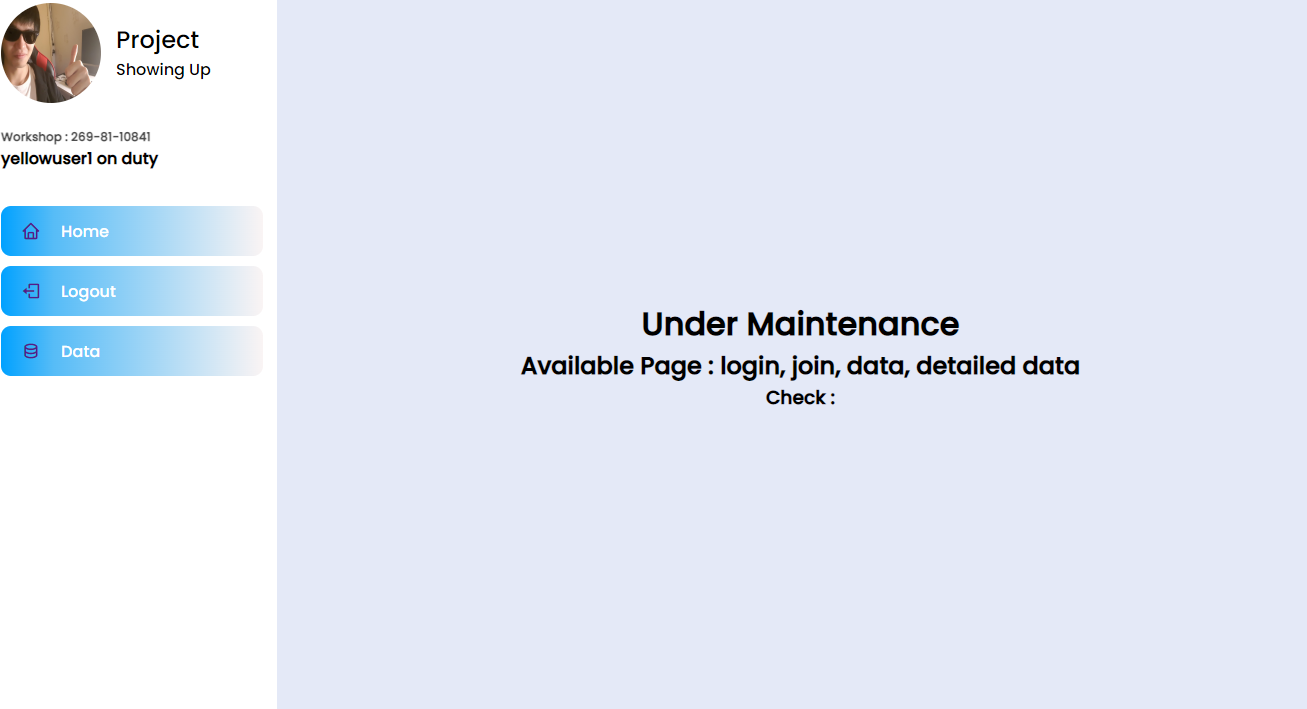 Project
Showing Up
Workshop : 269-81-10841
yellowuser1 on duty
Home
Logout
Data
Under Maintenance
Available Page : login, join, data, detailed data
Check :